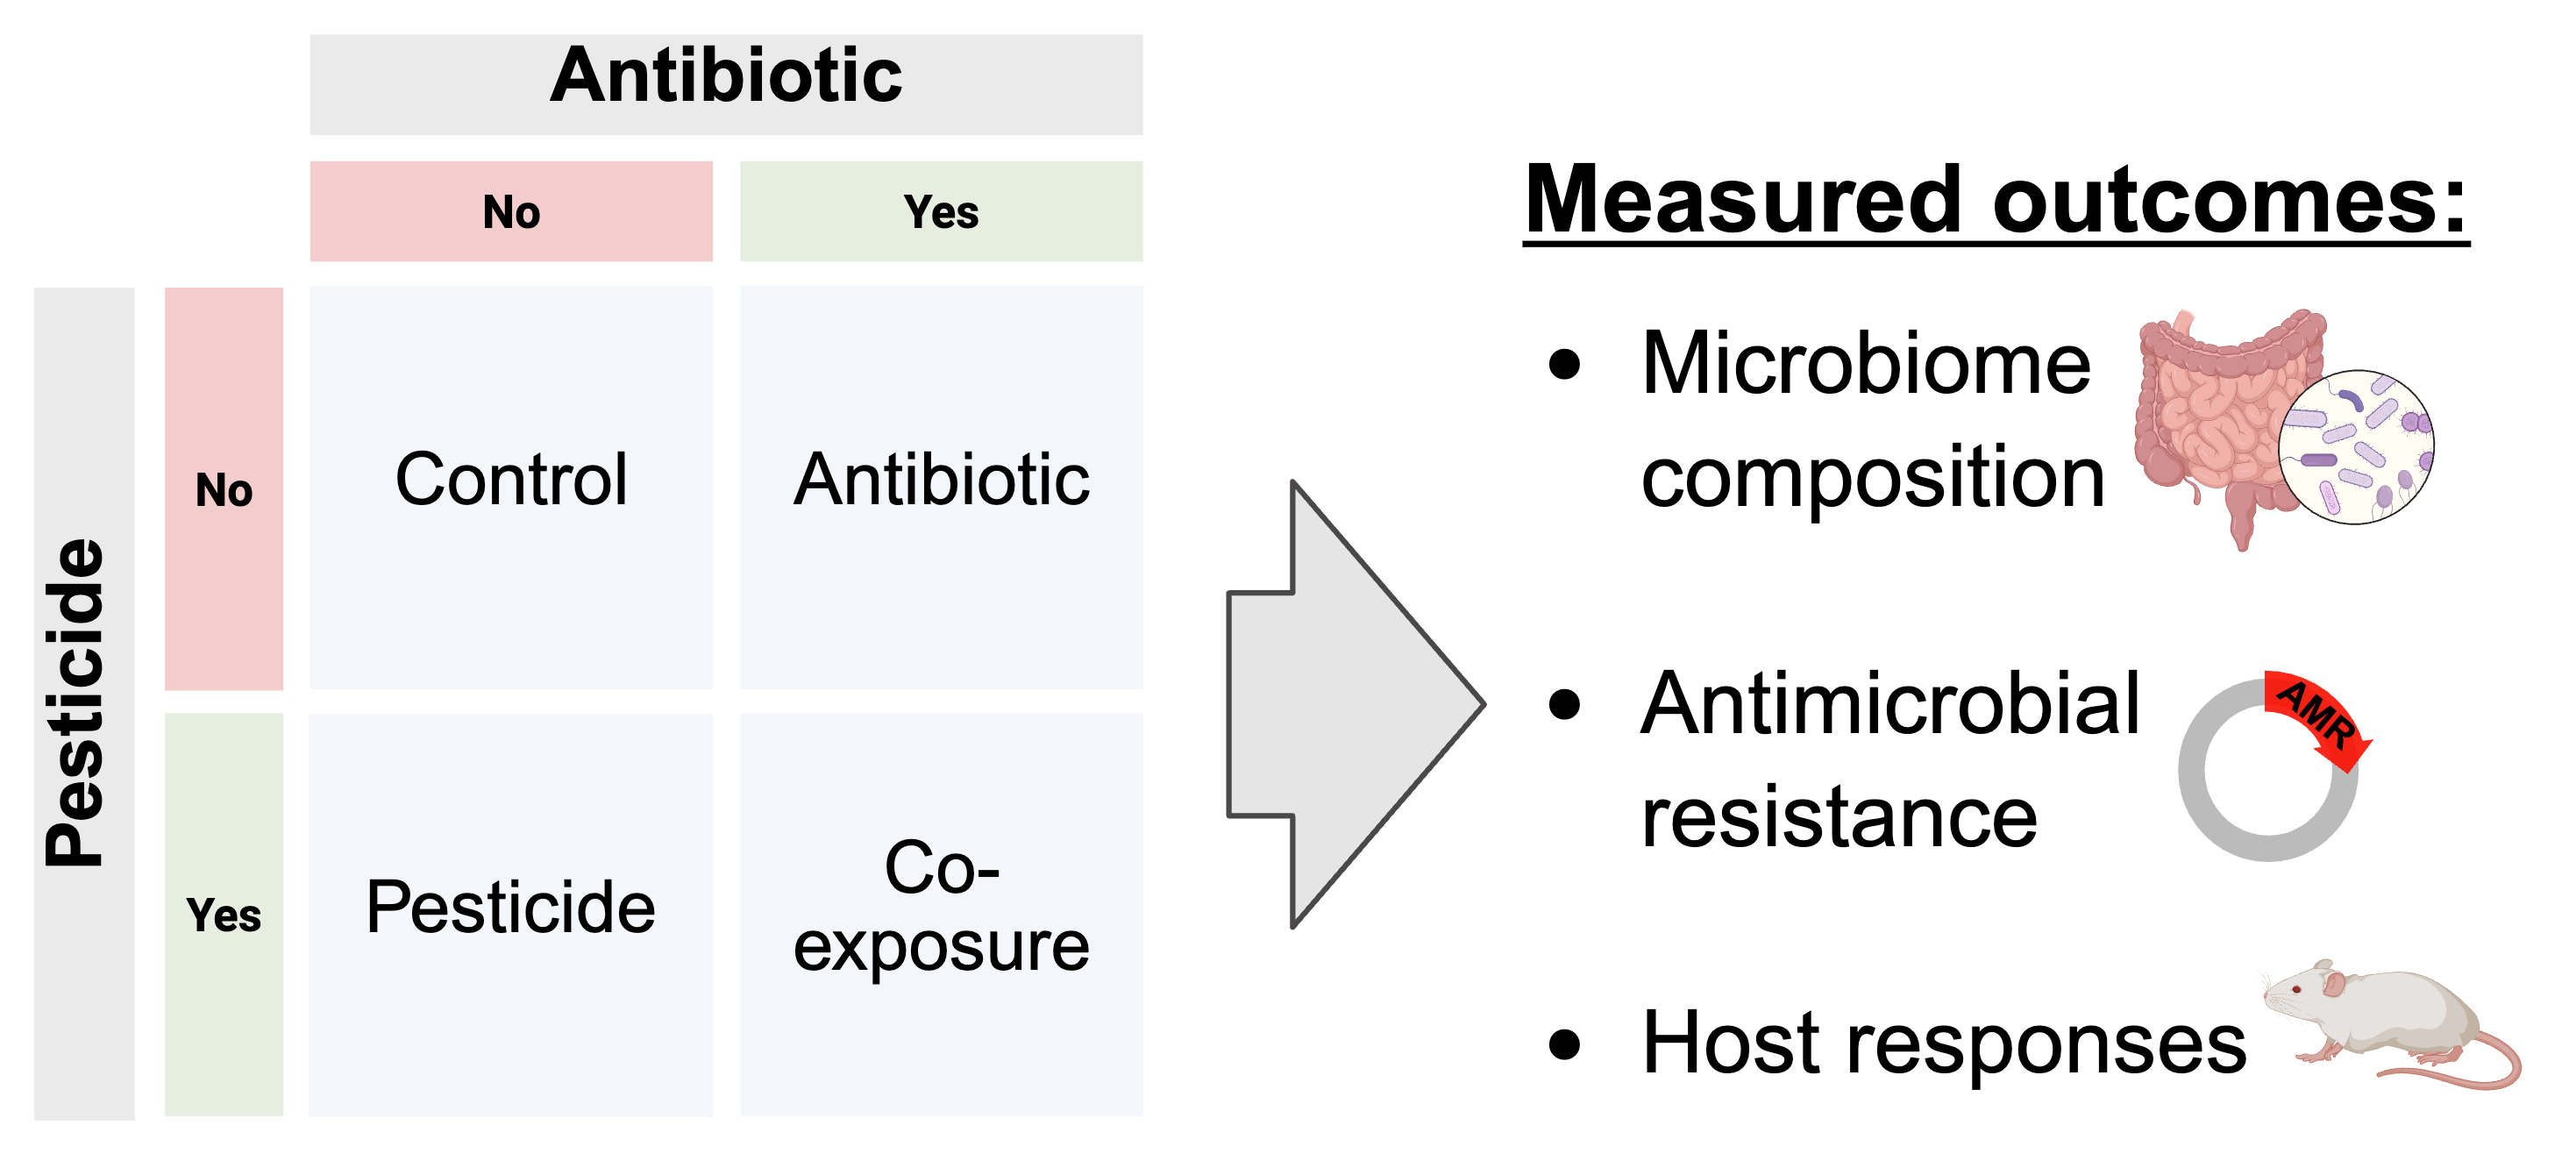 Antibiotic
No
Yes
Pesticide
No
Control
Antibiotic
Yes
Pesticide
Co-
exposure
Measured outcomes:
• Microbiome
composition
• Antimicrobial
resistance
AMR
• Host responses